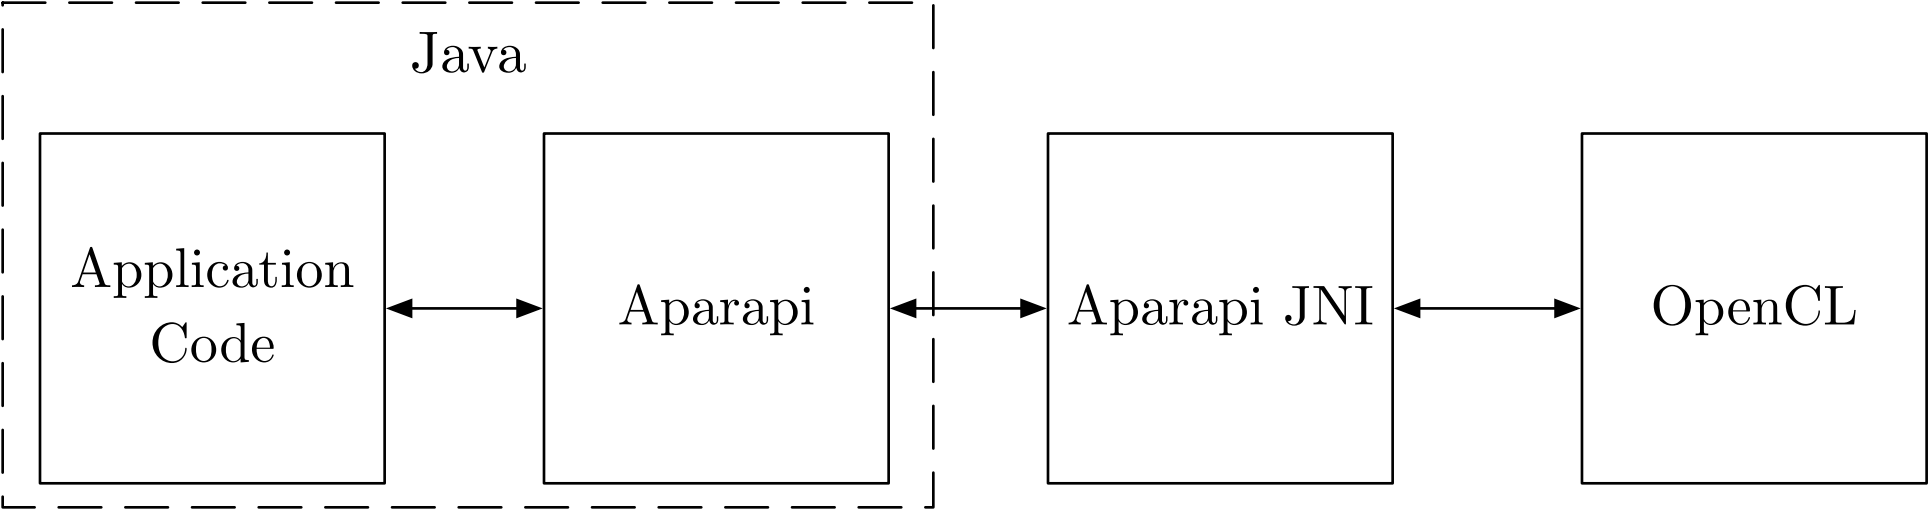 Java
Application
Code
Aparapi
Aparapi JNI
OpenCL